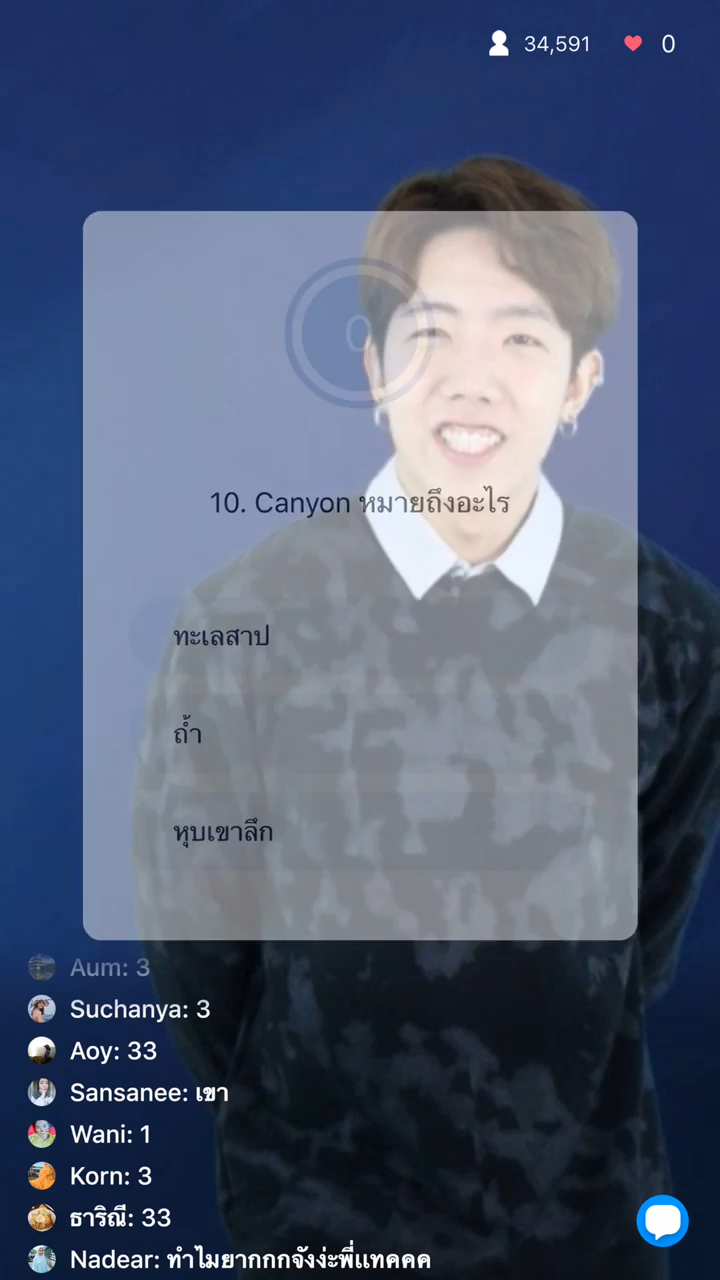 34,591 0
0
10. Canyon หมายถึงอะไร
ทะเลสาป
ถ้ำ
หุบเขาลึก
Aum: 3
Suchanya: 3
Aoy: 33
Sansanee: เขา
Wani: 1
Korn: 3
ธาริณี: 33
Nadear: ทำไมยากกกจังง่ะพี่แทคคค